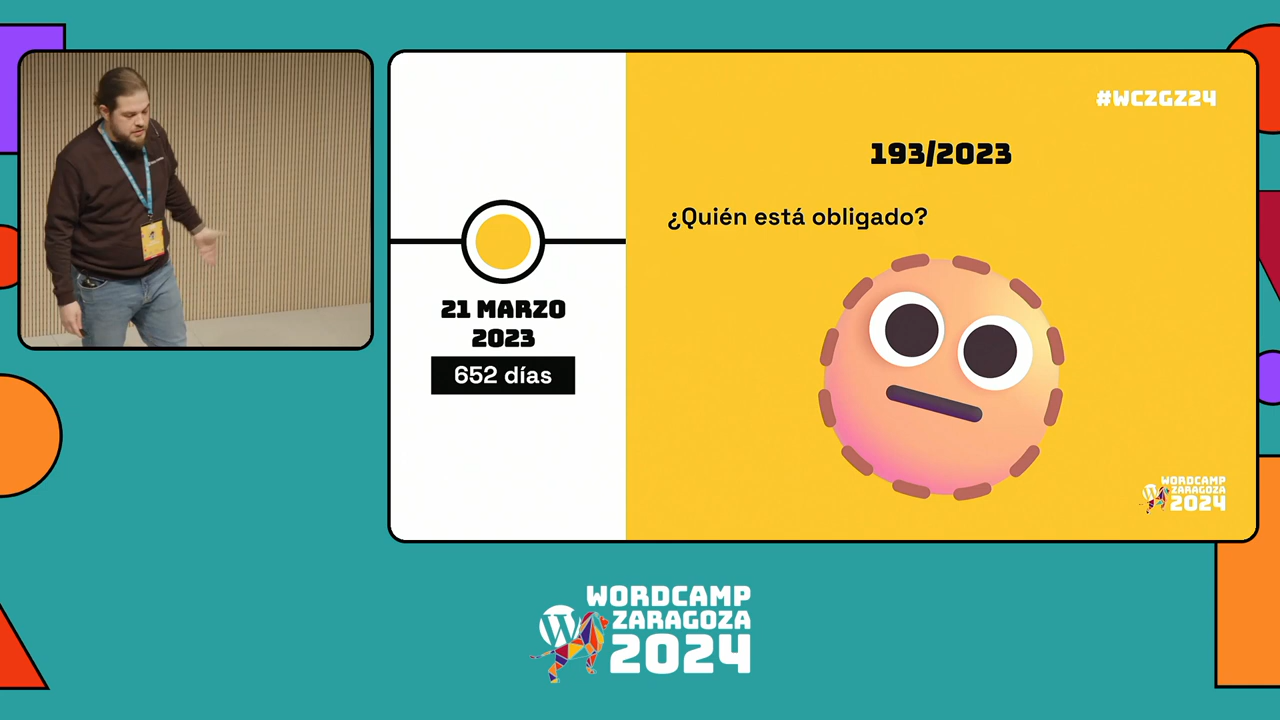 #WCZGZ24
193/2023
¿Quién está obligado?
21 MARZO
2023
652 días
WORDCAMP
ZARAGOZA
2024
WORDCAMP
ZARAGOZA
2024